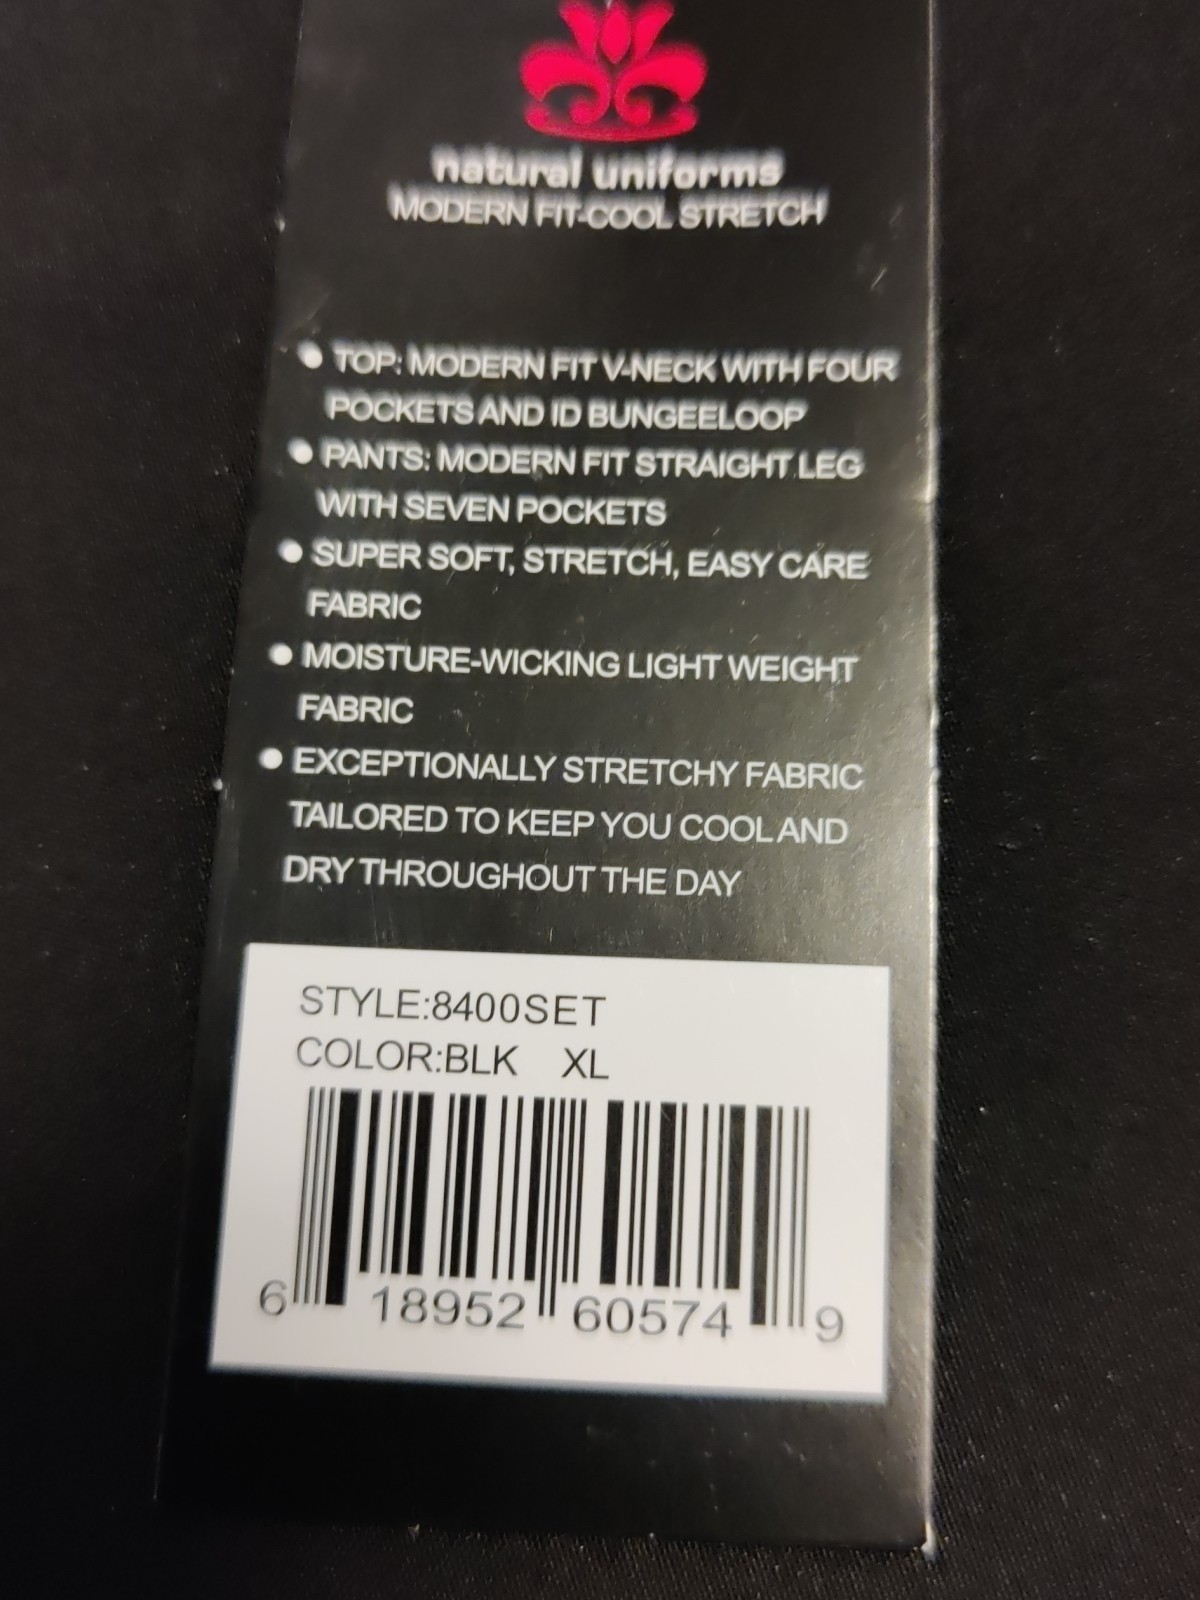 natural uniforms
MODERN FIT-COOL STRETCH
● TOP: MODERN FIT V-NECK WITH FOUR
POCKETS AND ID BUNGEELOOP
● PANTS: MODERN FIT STRAIGHT LEG
WITH SEVEN POCKETS
● SUPER SOFT, STRETCH, EASY CARE
FABRIC
● MOISTURE-WICKING LIGHT WEIGHT
FABRIC
● EXCEPTIONALLY STRETCHY FABRIC
TAILORED TO KEEP YOU COOL AND
DRY THROUGHOUT THE DAY
STYLE:8400SET
COLOR:BLK XL
6 18952 60574 9